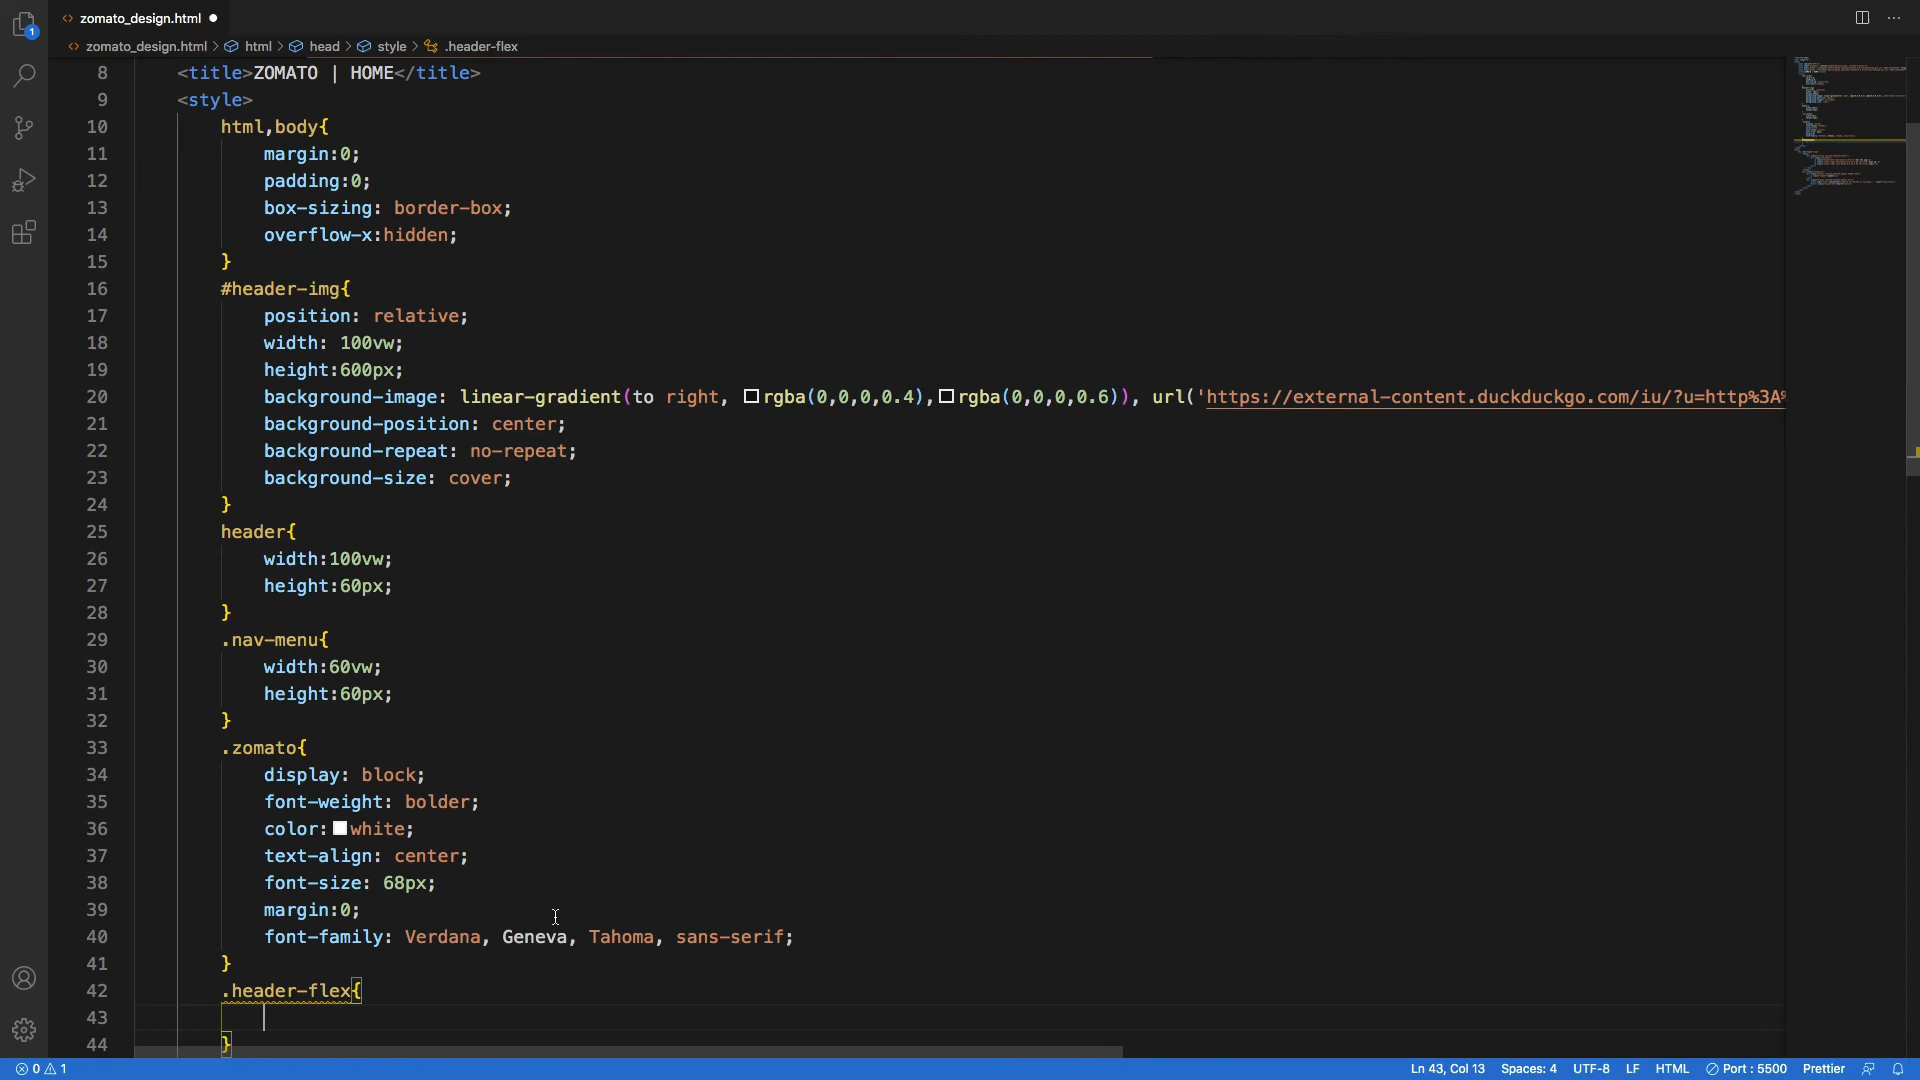 zomato_design.html
zomato_design.html > html > head > style > .header-flex
1
8 <title>ZOMATO | HOME</title>
9 <style>
10 html,body{
11 margin:0;
12 padding:0;
13 box-sizing: border-box;
14 overflow-x:hidden;
15 }
16 #header-img{
17 position: relative;
18 width: 100vw;
19 height:600px;
20 background-image: linear-gradient(to right, rgba(0,0,0,0.4),rgba(0,0,0,0.6)), url('https://external-content.duckduckgo.com/iu/?u=http%3A%
21 background-position: center;
22 background-repeat: no-repeat;
23 background-size: cover;
24 }
25 header{
26 width:100vw;
27 height:60px;
28 }
29 .nav-menu{
30 width:60vw;
31 height:60px;
32 }
33 .zomato{
34 display: block;
35 font-weight: bolder;
36 color:white;
37 text-align: center;
38 font-size: 68px;
39 margin:0;
40 font-family: Verdana, Geneva, Tahoma, sans-serif;
41 }
42 .header-flex{
43
44 }
0 1 Ln 43, Col 13 Spaces: 4 UTF-8 LF HTML Port : 5500 Prettier